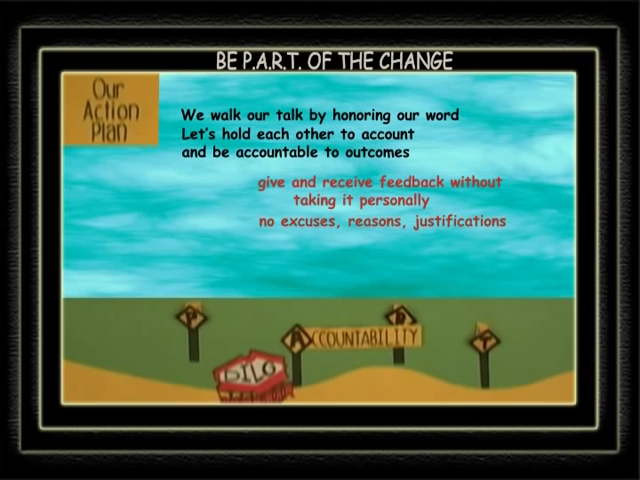 BE P.A.R.T. OF THE CHANGE
Our
Action
Plan
We walk our talk by honoring our word
Let's hold each other to account
and be accountable to outcomes
give and receive feedback without
taking it personally
no excuses, reasons, justifications
P
R
ACCOUNTABILITY
T
SILO